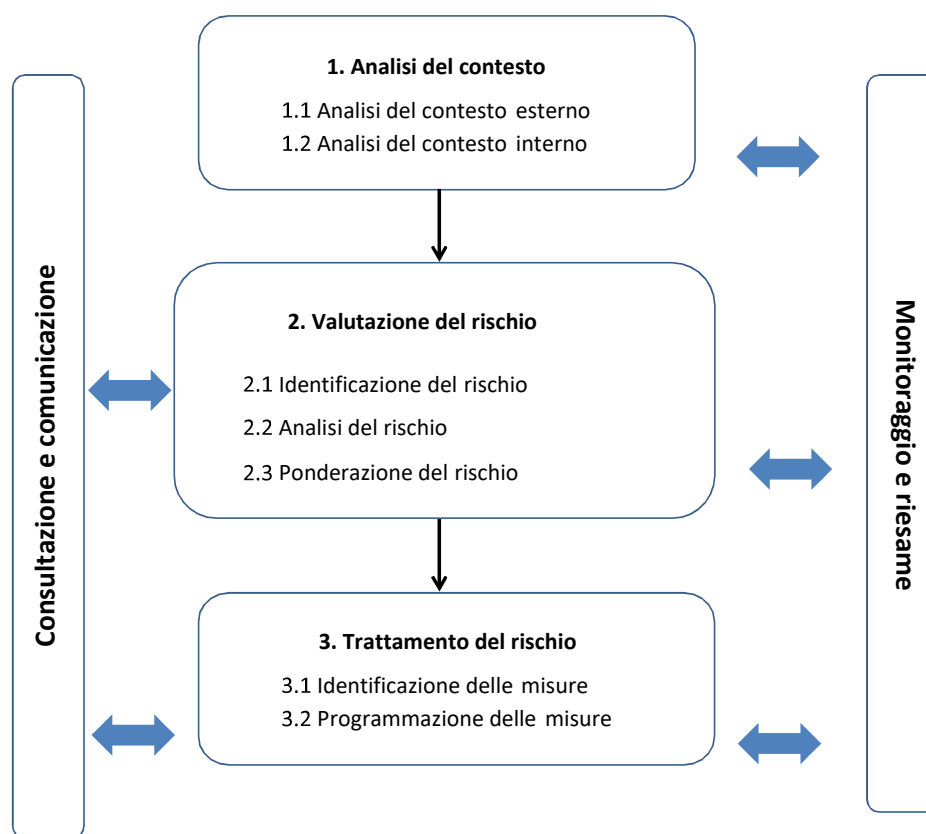 1. Analisi del contesto
1.1 Analisi del contesto esterno
1.2 Analisi del contesto interno
Consultazione e comunicazione
2. Valutazione del rischio
2.1 Identificazione del rischio
2.2 Analisi del rischio
2.3 Ponderazione del rischio
Monitoraggio e riesame
3. Trattamento del rischio
3.1 Identificazione delle misure
3.2 Programmazione delle misure